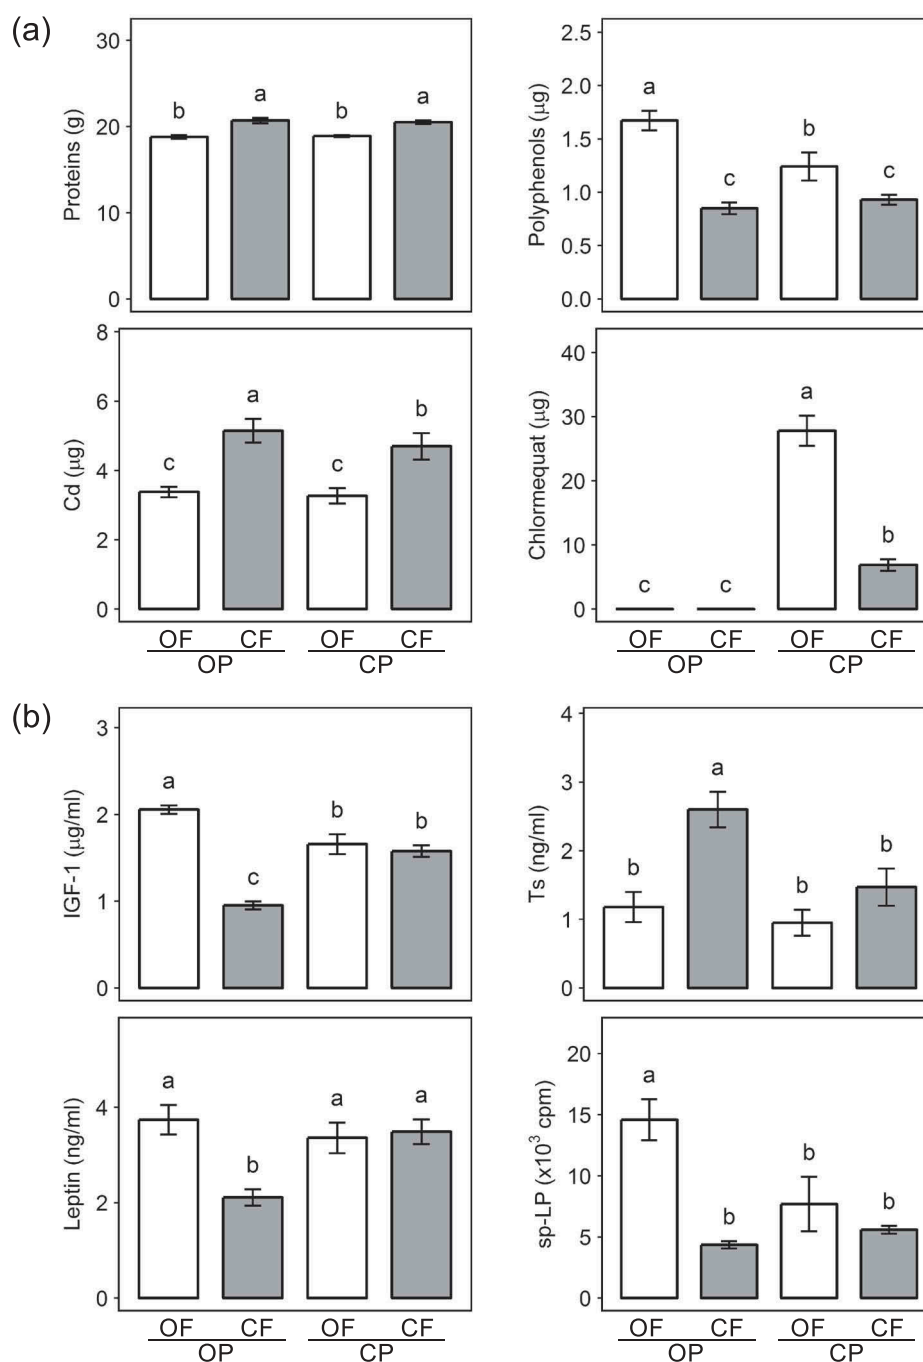 (a)
Proteins (g)
30
20
10
0
b
a
b
a
Polyphenols (μg)
2.5
2.0
1.5
1.0
0.5
0.0
a
c
b
c
Cd (μg)
8
6
4
2
0
c
a
c
b
OF CF OF CF
OP CP
Chlormequat (μg)
40
30
20
10
0
c
c
a
b
OF CF OF CF
OP CP
(b)
IGF-1 (μg/ml)
3
2
1
0
a
c
b
b
Ts (ng/ml)
4
3
2
1
0
b
a
b
b
Leptin (ng/ml)
4
2
0
a
b
a
a
OF CF OF CF
OP CP
sp-LP (x10³ cpm)
20
15
10
5
0
a
b
b
b
OF CF OF CF
OP CP